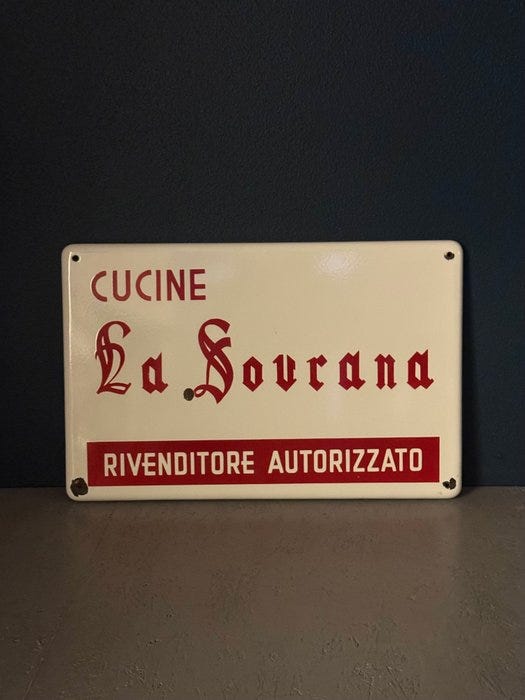 CUCINE
La Sovrana
RIVENDITORE AUTORIZZATO